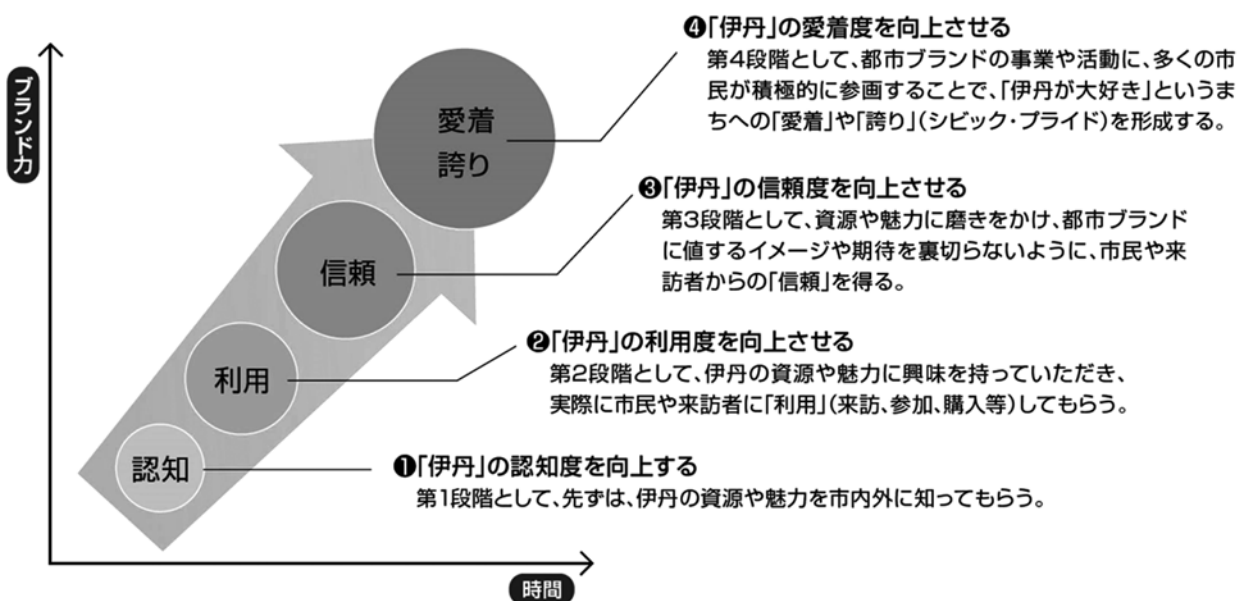 ブランド力
❹「伊丹」の愛着度を向上させる
第4段階として、都市ブランドの事業や活動に、多くの市
民が積極的に参画することで、「伊丹が大好き」というま
ちへの「愛着」や「誇り」(シビック・プライド)を形成する。
愛着
誇り
❸「伊丹」の信頼度を向上させる
第3段階として、資源や魅力に磨きをかけ、都市ブランド
に値するイメージや期待を裏切らないように、市民や来
訪者からの「信頼」を得る。
信頼
❷「伊丹」の利用度を向上させる
第2段階として、伊丹の資源や魅力に興味を持っていただき、
実際に市民や来訪者に「利用」(来訪、参加、購入等)してもらう。
利用
❶「伊丹」の認知度を向上する
第1段階として、先ずは、伊丹の資源や魅力を市内外に知ってもらう。
認知
時間